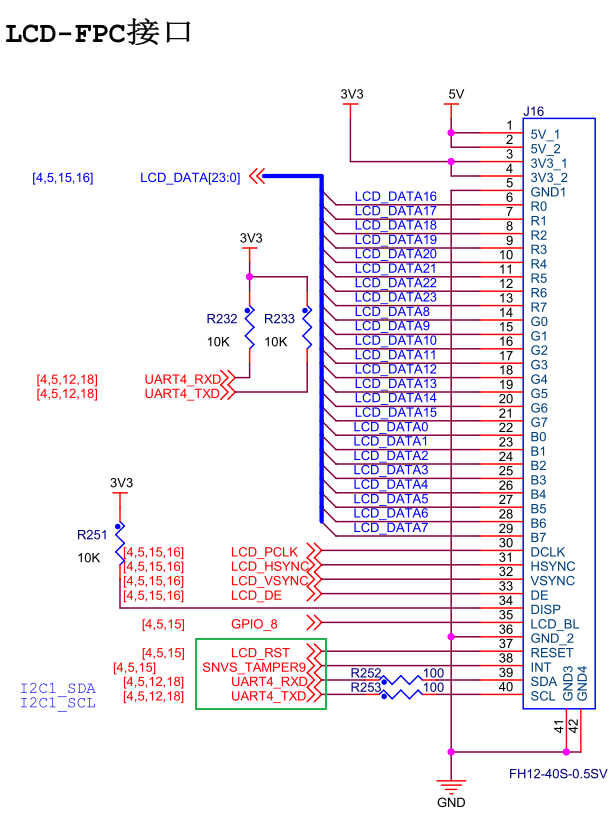 LCD-FPC接口
3V3 5V
J16
[4,5,15,16] LCD_DATA[23:0]
1 5V_1
2 5V_2
3 3V3_1
4 3V3_2
5 GND1
LCD_DATA16 6 R0
LCD_DATA17 7 R1
LCD_DATA18 8 R2
LCD_DATA19 9 R3
LCD_DATA20 10 R4
LCD_DATA21 11 R5
LCD_DATA22 12 R6
LCD_DATA23 13 R7
LCD_DATA8 14 G0
LCD_DATA9 15 G1
LCD_DATA10 16 G2
LCD_DATA11 17 G3
LCD_DATA12 18 G4
LCD_DATA13 19 G5
LCD_DATA14 20 G6
LCD_DATA15 21 G7
LCD_DATA0 22 B0
LCD_DATA1 23 B1
LCD_DATA2 24 B2
LCD_DATA3 25 B3
LCD_DATA4 26 B4
LCD_DATA5 27 B5
LCD_DATA6 28 B6
LCD_DATA7 29 B7
3V3
R232 R233
10K 10K
[4,5,12,18] UART4_RXD
[4,5,12,18] UART4_TXD
3V3
R251
10K
[4,5,15,16] LCD_PCLK 30 DCLK
[4,5,15,16] LCD_HSYNC 31 HSYNC
[4,5,15,16] LCD_VSYNC 32 VSYNC
[4,5,15,16] LCD_DE 33 DE
34 DISP
[4,5,15] GPIO_8 35 LCD_BL
36 GND_2
[4,5,15] LCD_RST 37 RESET
[4,5,15] SNVS_TAMPER9 38 INT
I2C1_SDA [4,5,12,18] UART4_RXD R252 100 39 SDA
I2C1_SCL [4,5,12,18] UART4_TXD R253 100 40 SCL
GND3 GND4
41 42
FH12-40S-0.5SV
GND